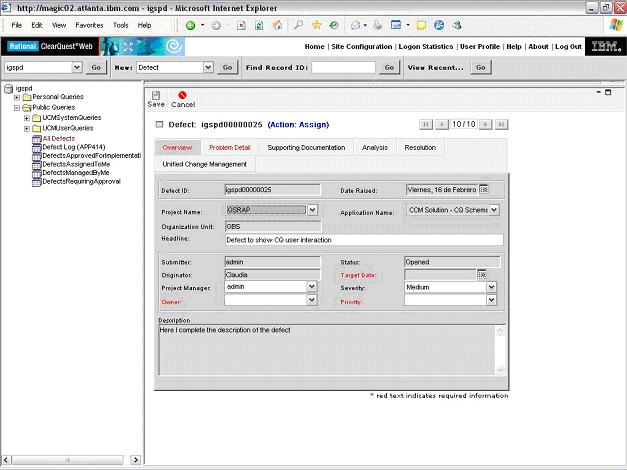 http://magic02.atlanta.ibm.com - igspd - Microsoft Internet Explorer
File Edit View Favorites Tools Help
Rational ClearQuest Web
Home | Site Configuration | Logon Statistics | User Profile | Help | About | Log Out IBM
igspd Go New: Defect Go Find Record ID: Go View Recent... Go
igspd
Personal Queries
Public Queries
UCMSystemQueries
UCMUserQueries
All Defects
Defect Log (APP414)
DefectsApprovedForImplementati
DefectsAssignedToMe
DefectsManagedByMe
DefectsRequiringApproval
Save Cancel
Defect: igspd00000025 (Action: Assign) 10/10
Overview Problem Detail Supporting Documentation Analysis Resolution
Unified Change Management
Defect ID: igspd00000025 Date Raised: Viernes, 16 de Febrero
Project Name: GSRAP Application Name: CCM Solution - CQ Schema
Organization Unit: GBS
Headline: Defect to show CQ user interaction
Submitter: admin Status: Opened
Originator: Claudia Target Date:
Project Manager: admin Severity: Medium
Owner: Priority:
Description
Here I complete the description of the defect
* red text indicates required information